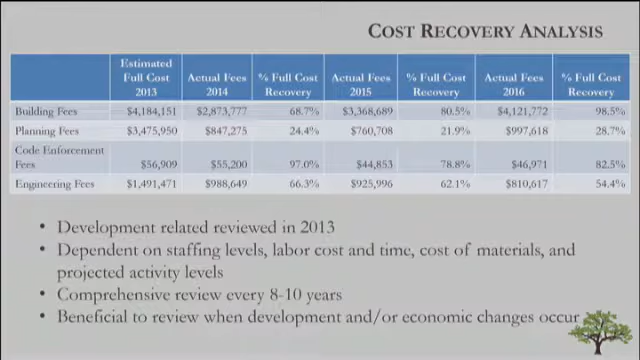 COST RECOVERY ANALYSIS
Estimated Full Cost 2013 Actual Fees 2014 % Full Cost Recovery Actual Fees 2015 % Full Cost Recovery Actual Fees 2016 % Full Cost Recovery
Building Fees $4,184,151 $2,873,777 68.7% $3,368,689 80.5% $4,121,772 98.5%
Planning Fees $3,475,950 $847,275 24.4% $760,708 21.9% $997,618 28.7%
Code Enforcement Fees $56,909 $55,200 97.0% $44,853 78.8% $46,971 82.5%
Engineering Fees $1,491,471 $988,649 66.3% $925,996 62.1% $810,617 54.4%
• Development related reviewed in 2013
• Dependent on staffing levels, labor cost and time, cost of materials, and
projected activity levels
• Comprehensive review every 8-10 years
• Beneficial to review when development and/or economic changes occur